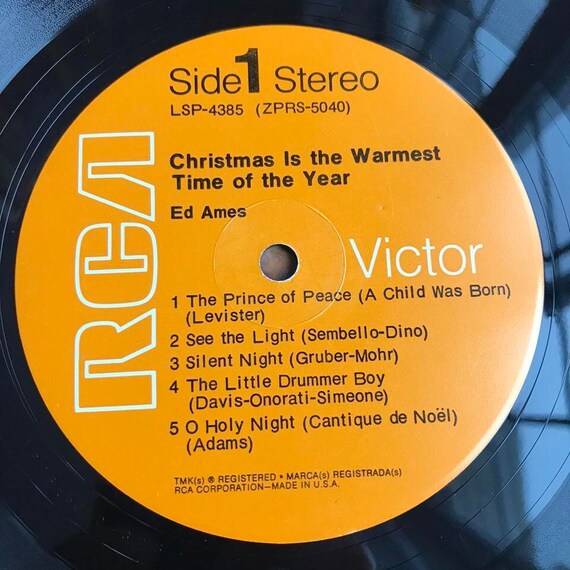 Side 1 Stereo
LSP-4385 (ZPRS-5040)
Christmas Is the Warmest
Time of the Year
Ed Ames
RCA
Victor
1 The Prince of Peace (A Child Was Born)
(Levister)
2 See the Light (Sembello-Dino)
3 Silent Night (Gruber-Mohr)
4 The Little Drummer Boy
(Davis-Onorati-Simeone)
5 O Holy Night (Cantique de Noël)
(Adams)
TMK(s) ® REGISTERED • MARCA(s) REGISTRADA(s)
RCA CORPORATION—MADE IN U.S.A.